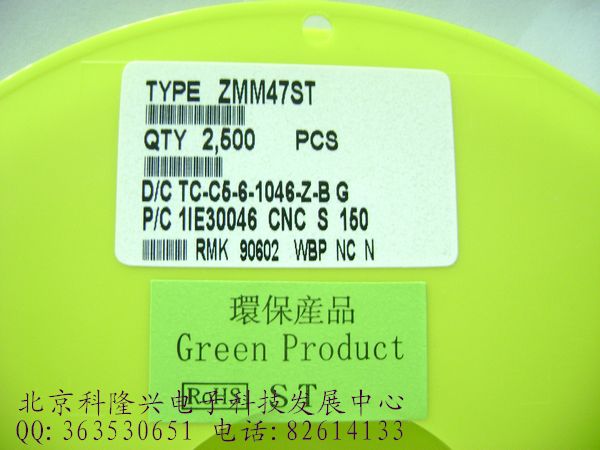 TYPE ZMM47ST
QTY 2,500 PCS
D/C TC-C5-6-1046-Z-B G
P/C 1IE30046 CNC S 150
RMK 90602 WBP NC N
環保産品
Green Product
RoHS ST
北京科隆兴电子科技发展中心
QQ:363530651 电话:82614133